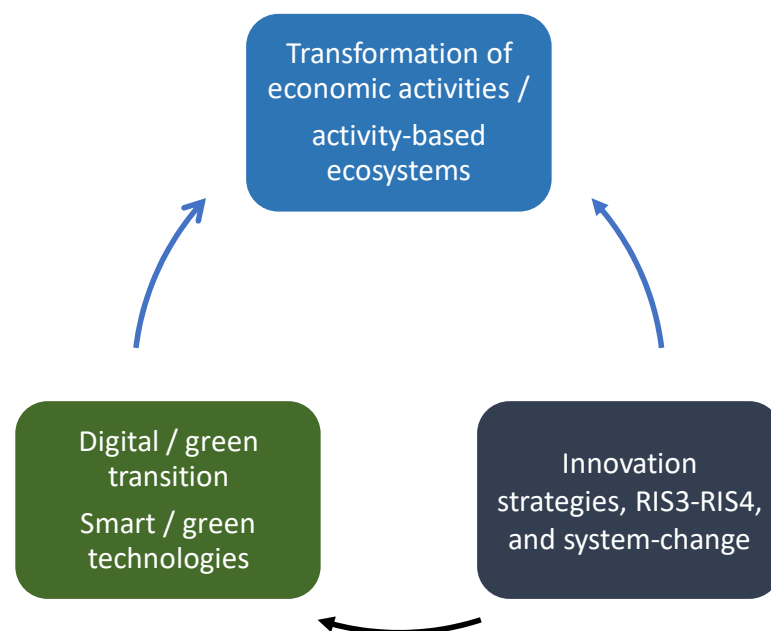 Transformation of
economic activities /
activity-based
ecosystems
Digital / green
transition
Smart / green
technologies
Innovation
strategies, RIS3-RIS4,
and system-change